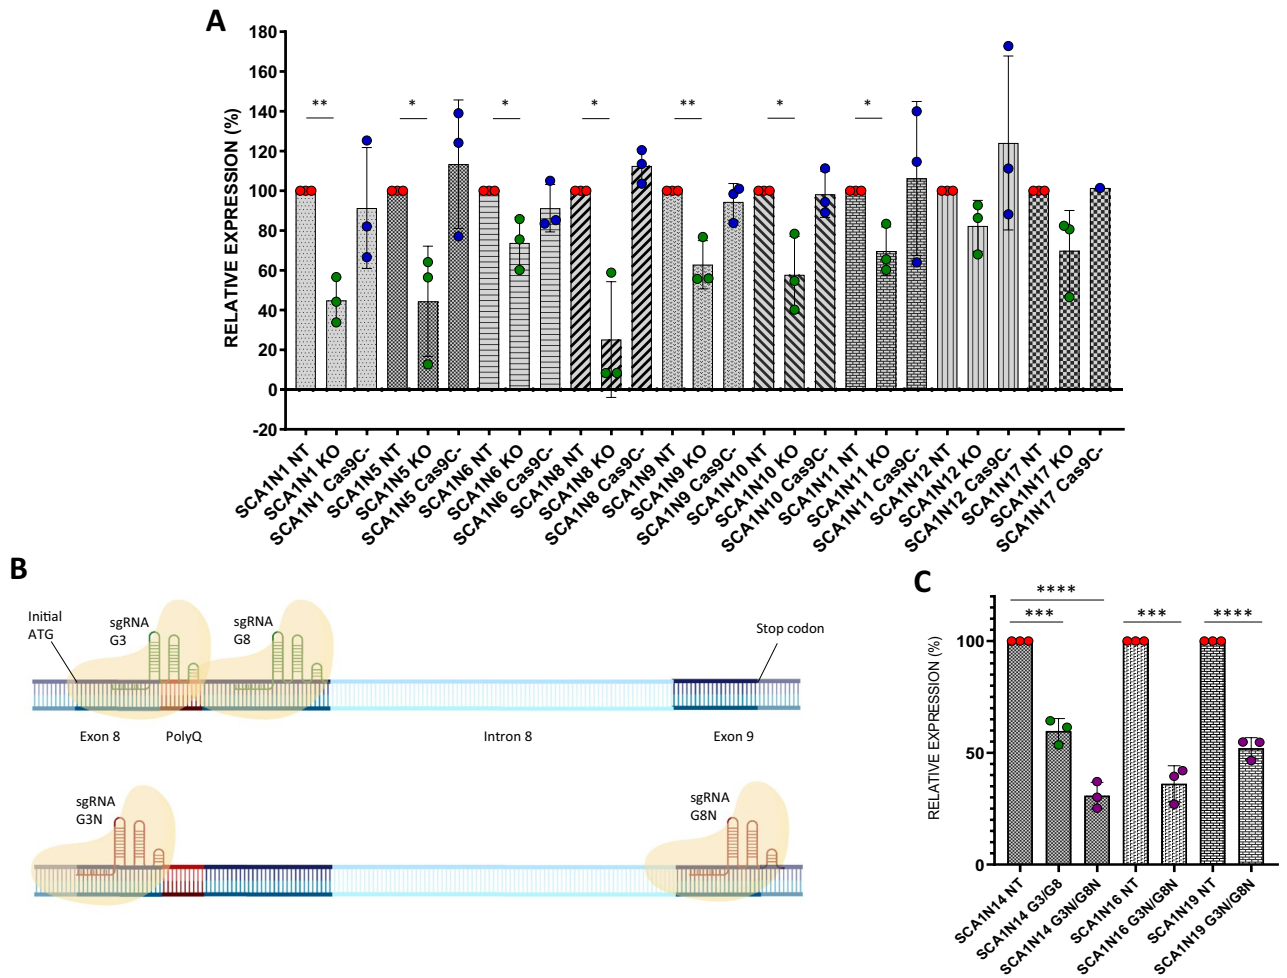 A
RELATIVE EXPRESSION (%)
180
160
140
120
100
80
60
40
20
0
-20
** * * * ** * *
SCA1N1 NT
SCA1N1 KO
SCA1N1 Cas9C-
SCA1N5 NT
SCA1N5 KO
SCA1N5 Cas9C-
SCA1N6 NT
SCA1N6 KO
SCA1N6 Cas9C-
SCA1N8 NT
SCA1N8 KO
SCA1N8 Cas9C-
SCA1N9 NT
SCA1N9 KO
SCA1N9 Cas9C-
SCA1N10 NT
SCA1N10 KO
SCA1N10 Cas9C-
SCA1N11 NT
SCA1N11 KO
SCA1N11 Cas9C-
SCA1N12 NT
SCA1N12 KO
SCA1N12 Cas9C-
SCA1N17 NT
SCA1N17 KO
SCA1N17 Cas9C-
B
Initial
ATG
sgRNA
G3
sgRNA
G8
Stop codon
Exon 8
PolyQ
Intron 8
Exon 9
sgRNA
G3N
sgRNA
G8N
C
RELATIVE EXPRESSION (%)
****
*** *** ****
100
50
0
SCA1N14 NT
SCA1N14 G3/G8
SCA1N14 G3N/G8N
SCA1N16 NT
SCA1N16 G3N/G8N
SCA1N19 NT
SCA1N19 G3N/G8N